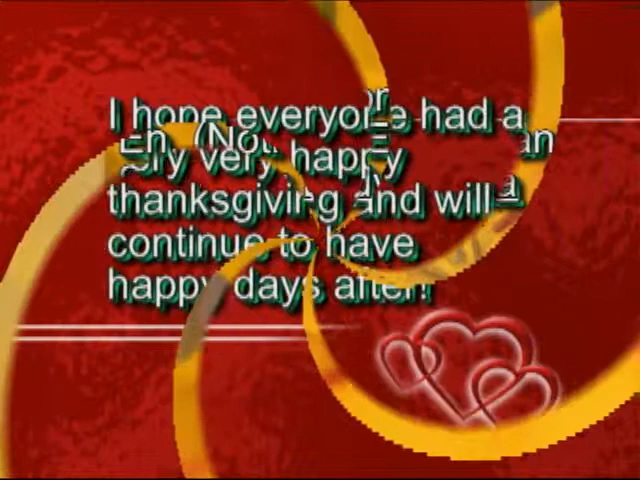 I hope everyone had a
very very happy
thanksgiving and will
continue to have
happy days after!